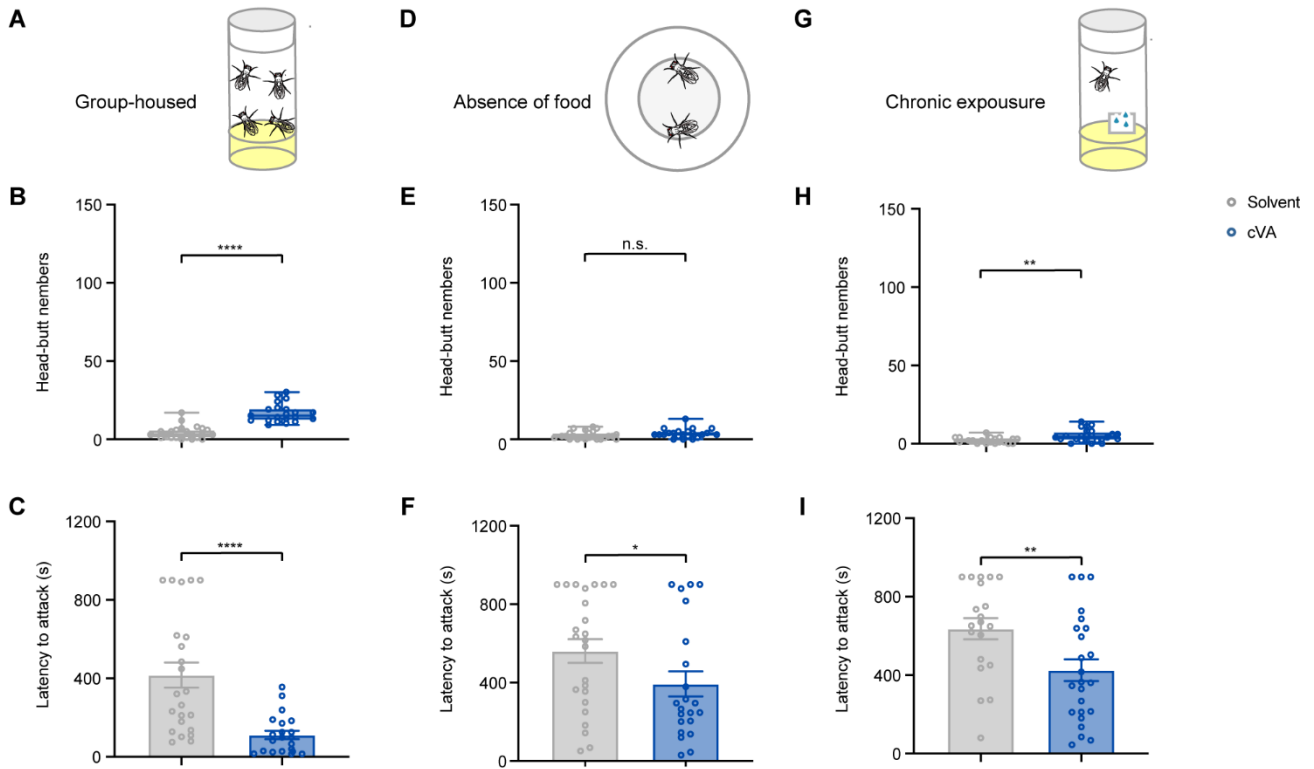 A
Group-housed
D
Absence of food
G
Chronic expousure
B
Head-butt nembers
150
100
50
0
****
E
Head-butt nembers
150
100
50
0
n.s.
H
Head-butt nembers
150
100
50
0
**
Solvent
cVA
C
Latency to attack (s)
1200
800
400
0
****
F
Latency to attack (s)
1200
800
400
0
*
I
Latency to attack (s)
1200
800
400
0
**